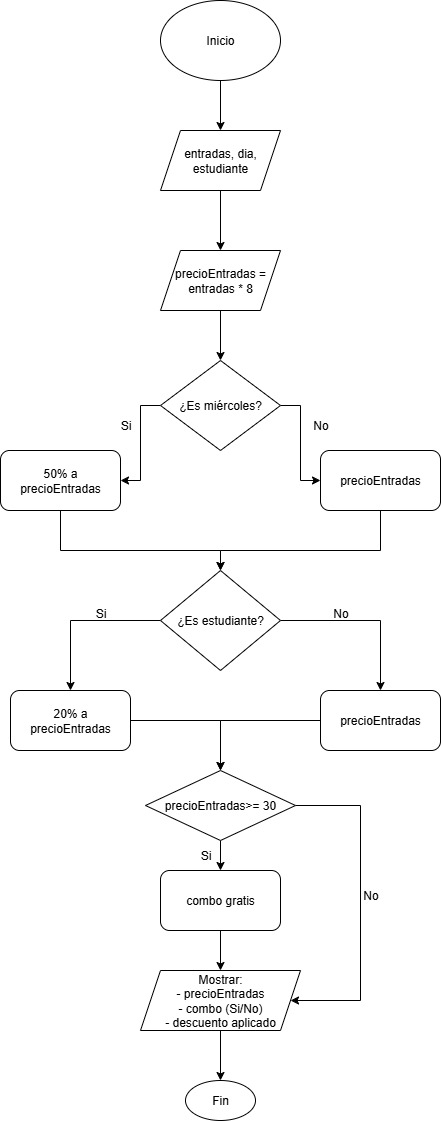 Inicio
entradas, dia,
estudiante
precioEntradas =
entradas * 8
¿Es miércoles?
Si
No
50% a
precioEntradas
precioEntradas
¿Es estudiante?
Si
No
20% a
precioEntradas
precioEntradas
precioEntradas>= 30
Si
No
combo gratis
Mostrar:
- precioEntradas
- combo (Si/No)
- descuento aplicado
Fin